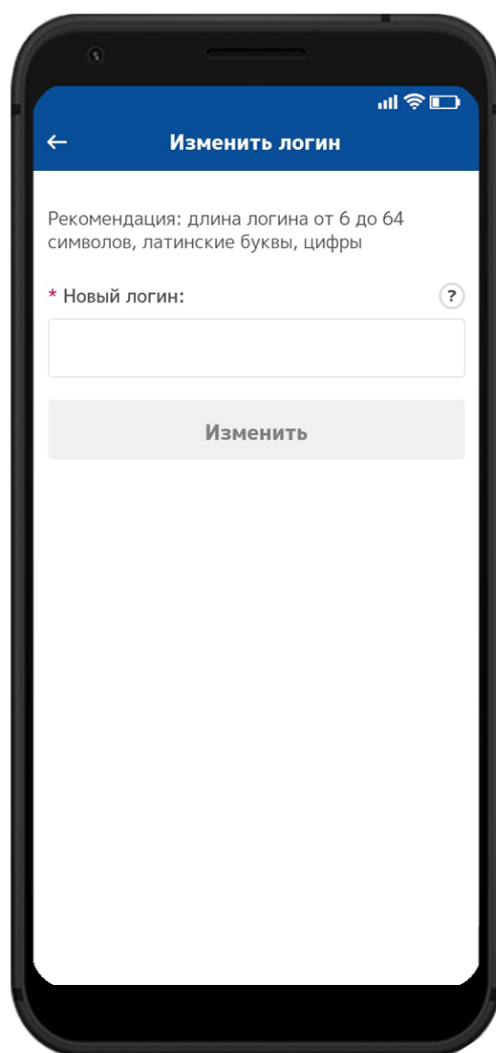 Изменить логин
Рекомендация: длина логина от 6 до 64
символов, латинские буквы, цифры
* Новый логин:
?
Изменить